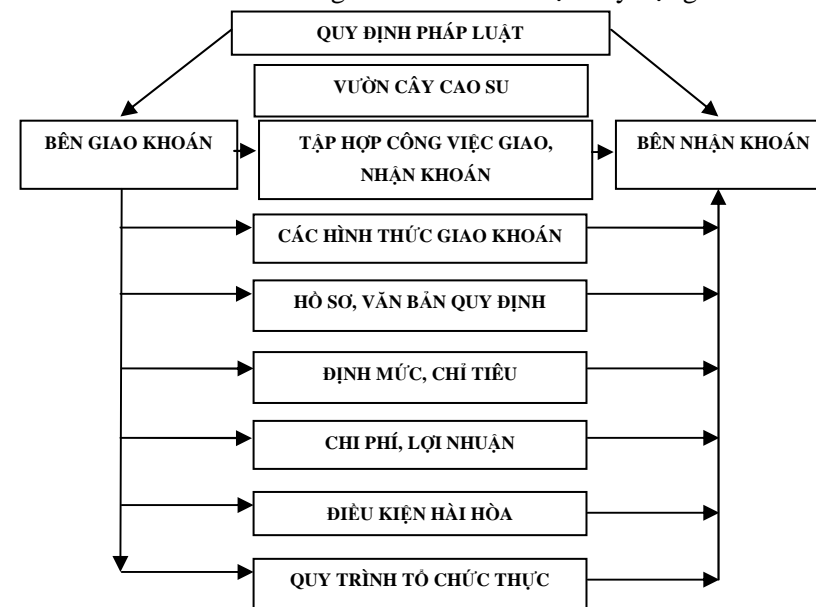 QUY ĐỊNH PHÁP LUẬT
VƯỜN CÂY CAO SU
BÊN GIAO KHOÁN
TẬP HỢP CÔNG VIỆC GIAO,
NHẬN KHOÁN
BÊN NHẬN KHOÁN
CÁC HÌNH THỨC GIAO KHOÁN
HỒ SƠ, VĂN BẢN QUY ĐỊNH
ĐỊNH MỨC, CHỈ TIÊU
CHI PHÍ, LỢI NHUẬN
ĐIỀU KIỆN HÀI HÒA
QUY TRÌNH TỔ CHỨC THỰC